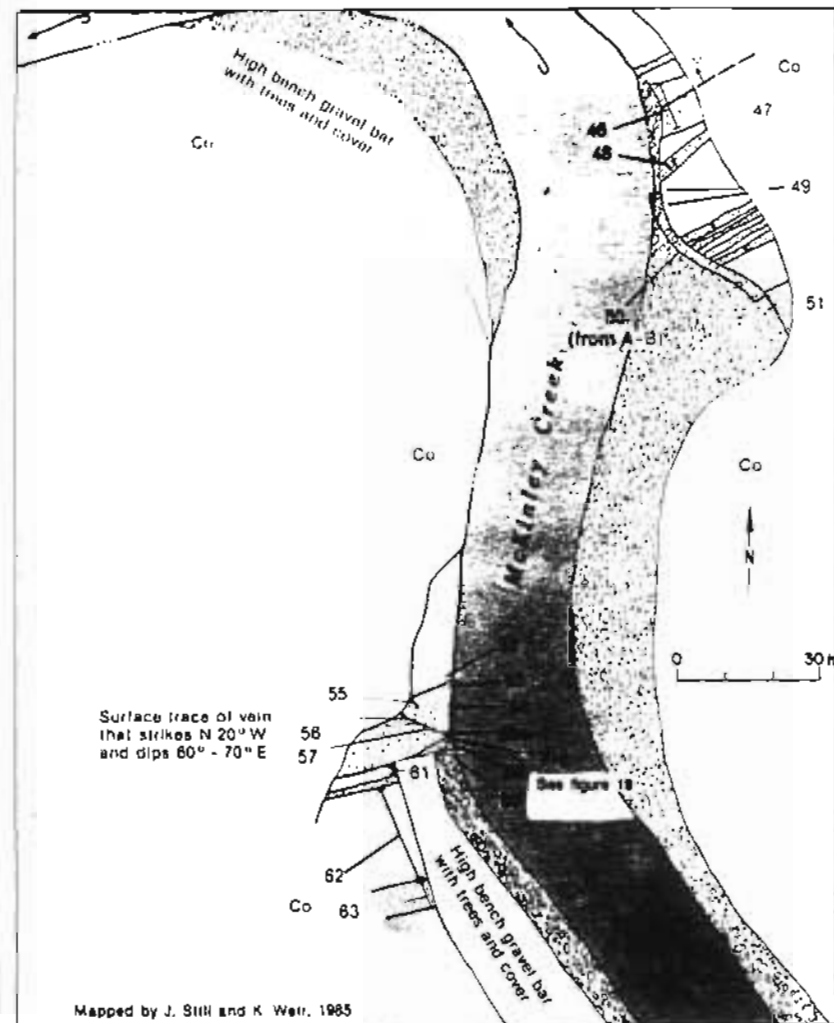 High bench gravel bar
with trees and cover
Co
Co
47
46
48
49
51
(from A-B)
McKinley Creek
Co
Co
N
0 30
55
Surface trace of vein
that strikes N 20° W
and dips 60° - 70° E
56
57
61
See figure
62
Co
63
High bench gravel bar
with trees and cover
Mapped by J. Still and K. Weir, 1985